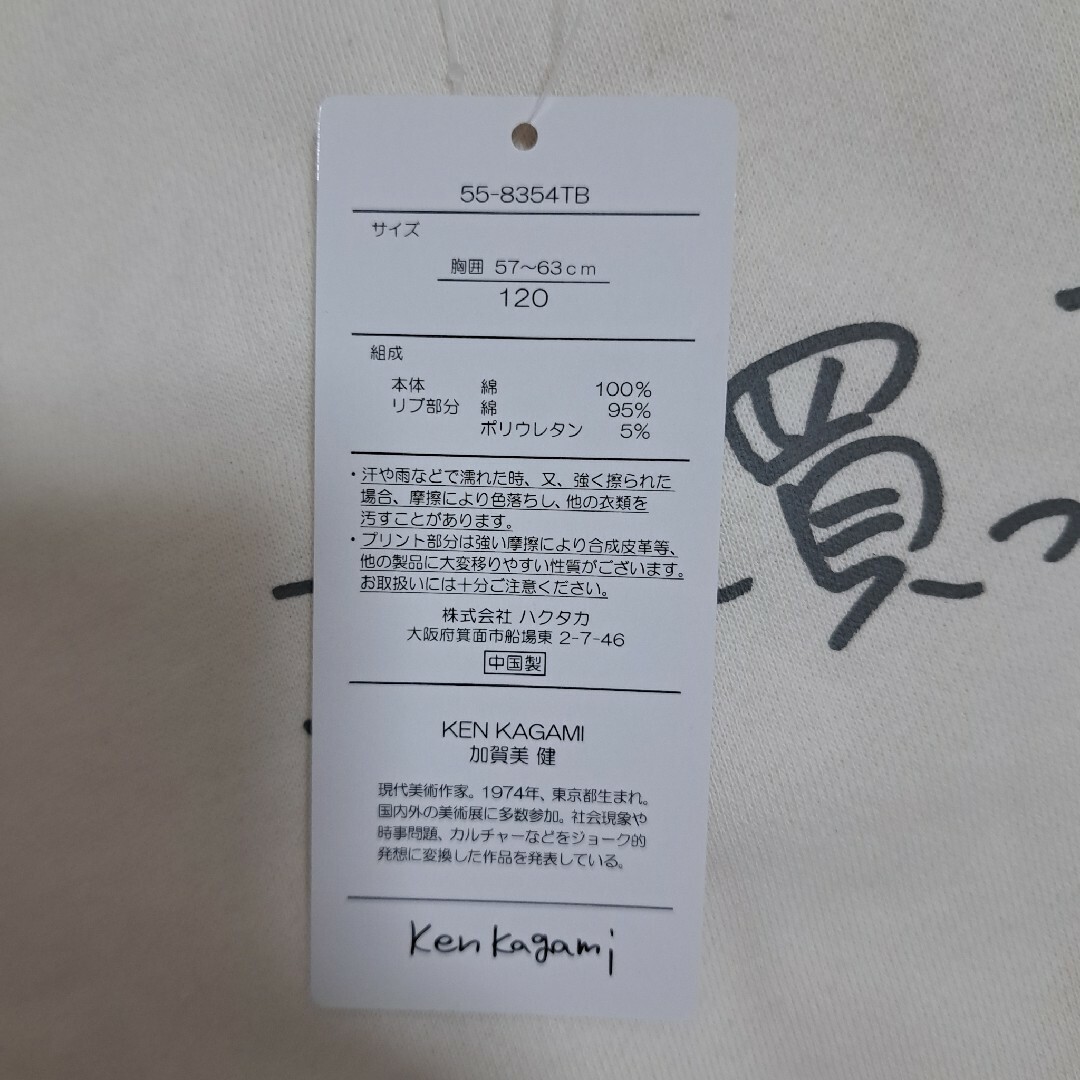 55-8354TB
サイズ
胸囲 57～63cm
120
組成
本体 綿 100%
リブ部分 綿 95%
ポリウレタン 5%
・汗や雨などで濡れた時、又、強く擦られた
場合、摩擦により色落ちし、他の衣類を
汚すことがあります。
・プリント部分は強い摩擦により合成皮革等、
他の製品に大変移りやすい性質がございます。
お取扱いには十分ご注意ください。
株式会社 ハクタカ
大阪府箕面市船場東 2-7-46
中国製
KEN KAGAMI
加賀美 健
現代美術作家。1974年、東京都生まれ。
国内外の美術展に多数参加。社会現象や
時事問題、カルチャーなどをジョーク的
発想に変換した作品を発表している。
Ken Kagami
買っ